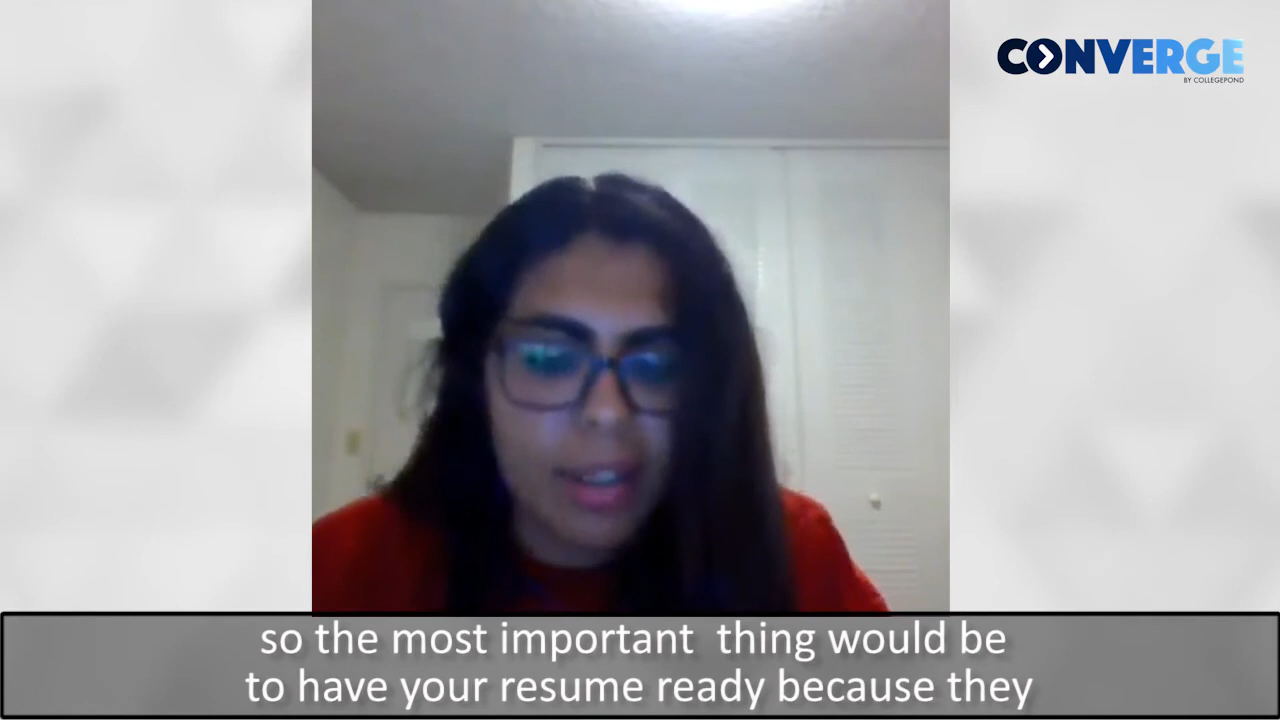 CONVERGE
BY COLLEGEPOND
so the most important  thing would be
to have your resume ready because they